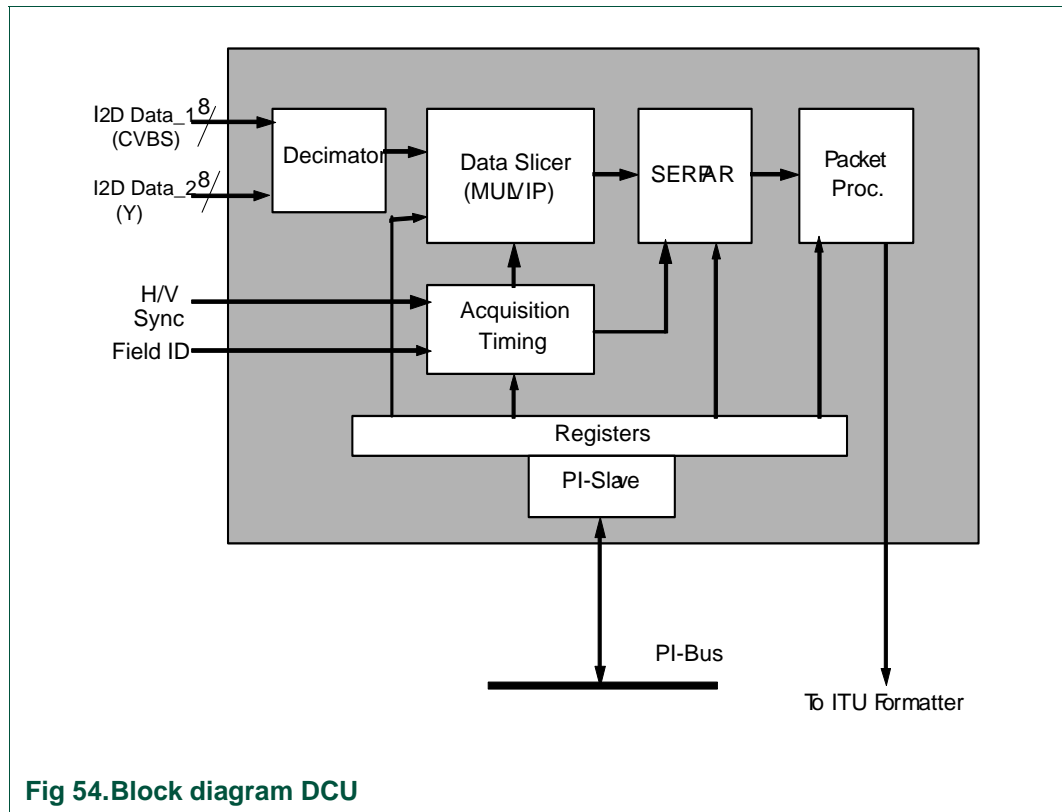 I2D Data_1
(CVBS)
8
I2D Data_2
(Y)
8
Decimator
Data Slicer
(MULVIP)
SERPAR
Packet
Proc.
H/V
Sync
Field ID
Acquisition
Timing
Registers
PI-Slave
PI-Bus
To ITU Formatter
Fig 54.Block diagram DCU